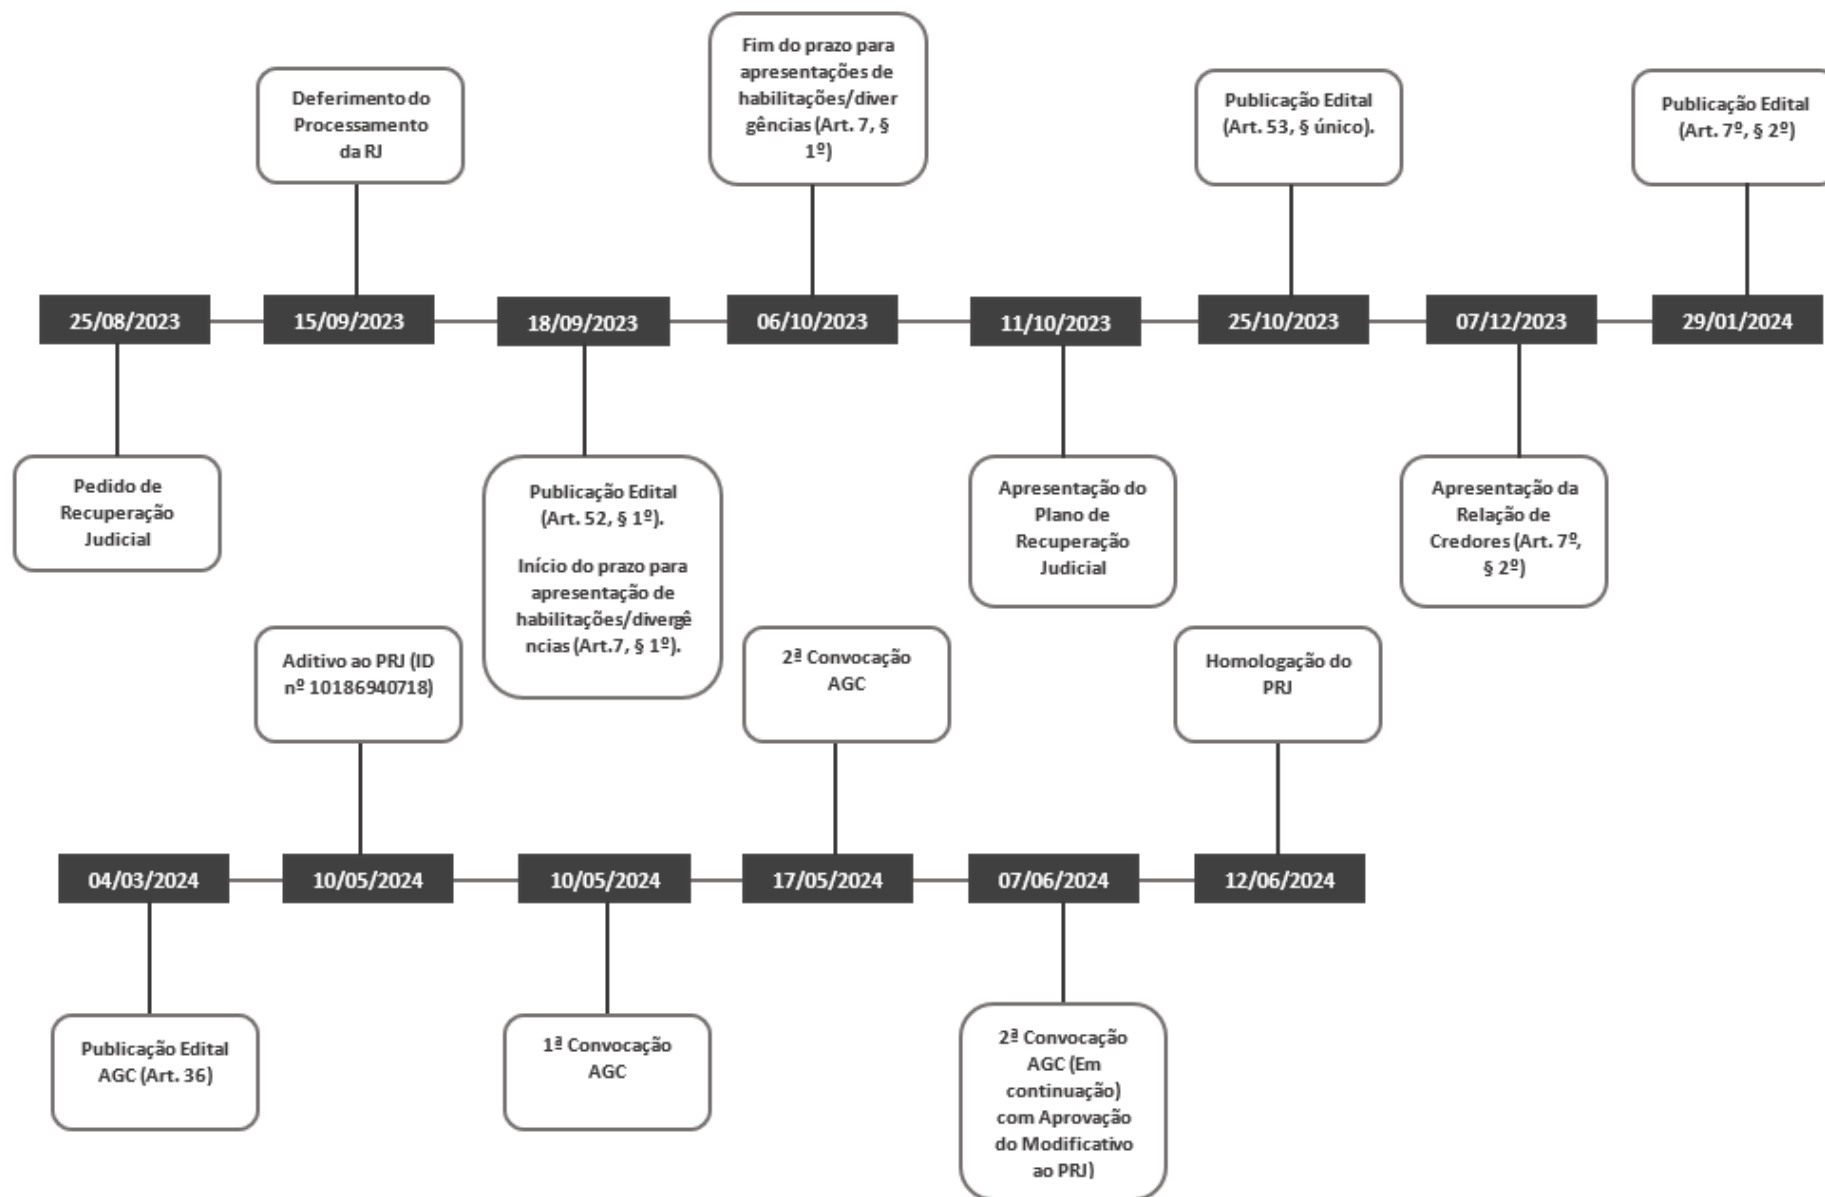 Deferimento do
Processamento
da RJ
Fim do prazo para
apresentações de
habilitações/diver
gências (Art. 7, §
1º)
Publicação Edital
(Art. 53, § único).
Publicação Edital
(Art. 7º, § 2º)
25/08/2023
15/09/2023
18/09/2023
06/10/2023
11/10/2023
25/10/2023
07/12/2023
29/01/2024
Pedido de
Recuperação
Judicial
Publicação Edital
(Art. 52, § 1º).
Início do prazo para
apresentação de
habilitações/divergê
ncias (Art.7, § 1º).
Apresentação do
Plano de
Recuperação
Judicial
Apresentação da
Relação de
Credores (Art. 7º,
§ 2º)
Aditivo ao PRJ (ID
nº 10186940718)
2ª Convocação
AGC
Homologação do
PRJ
04/03/2024
10/05/2024
10/05/2024
17/05/2024
07/06/2024
12/06/2024
Publicação Edital
AGC (Art. 36)
1ª Convocação
AGC
2ª Convocação
AGC (Em
continuação)
com Aprovação
do Modificativo
ao PRJ)